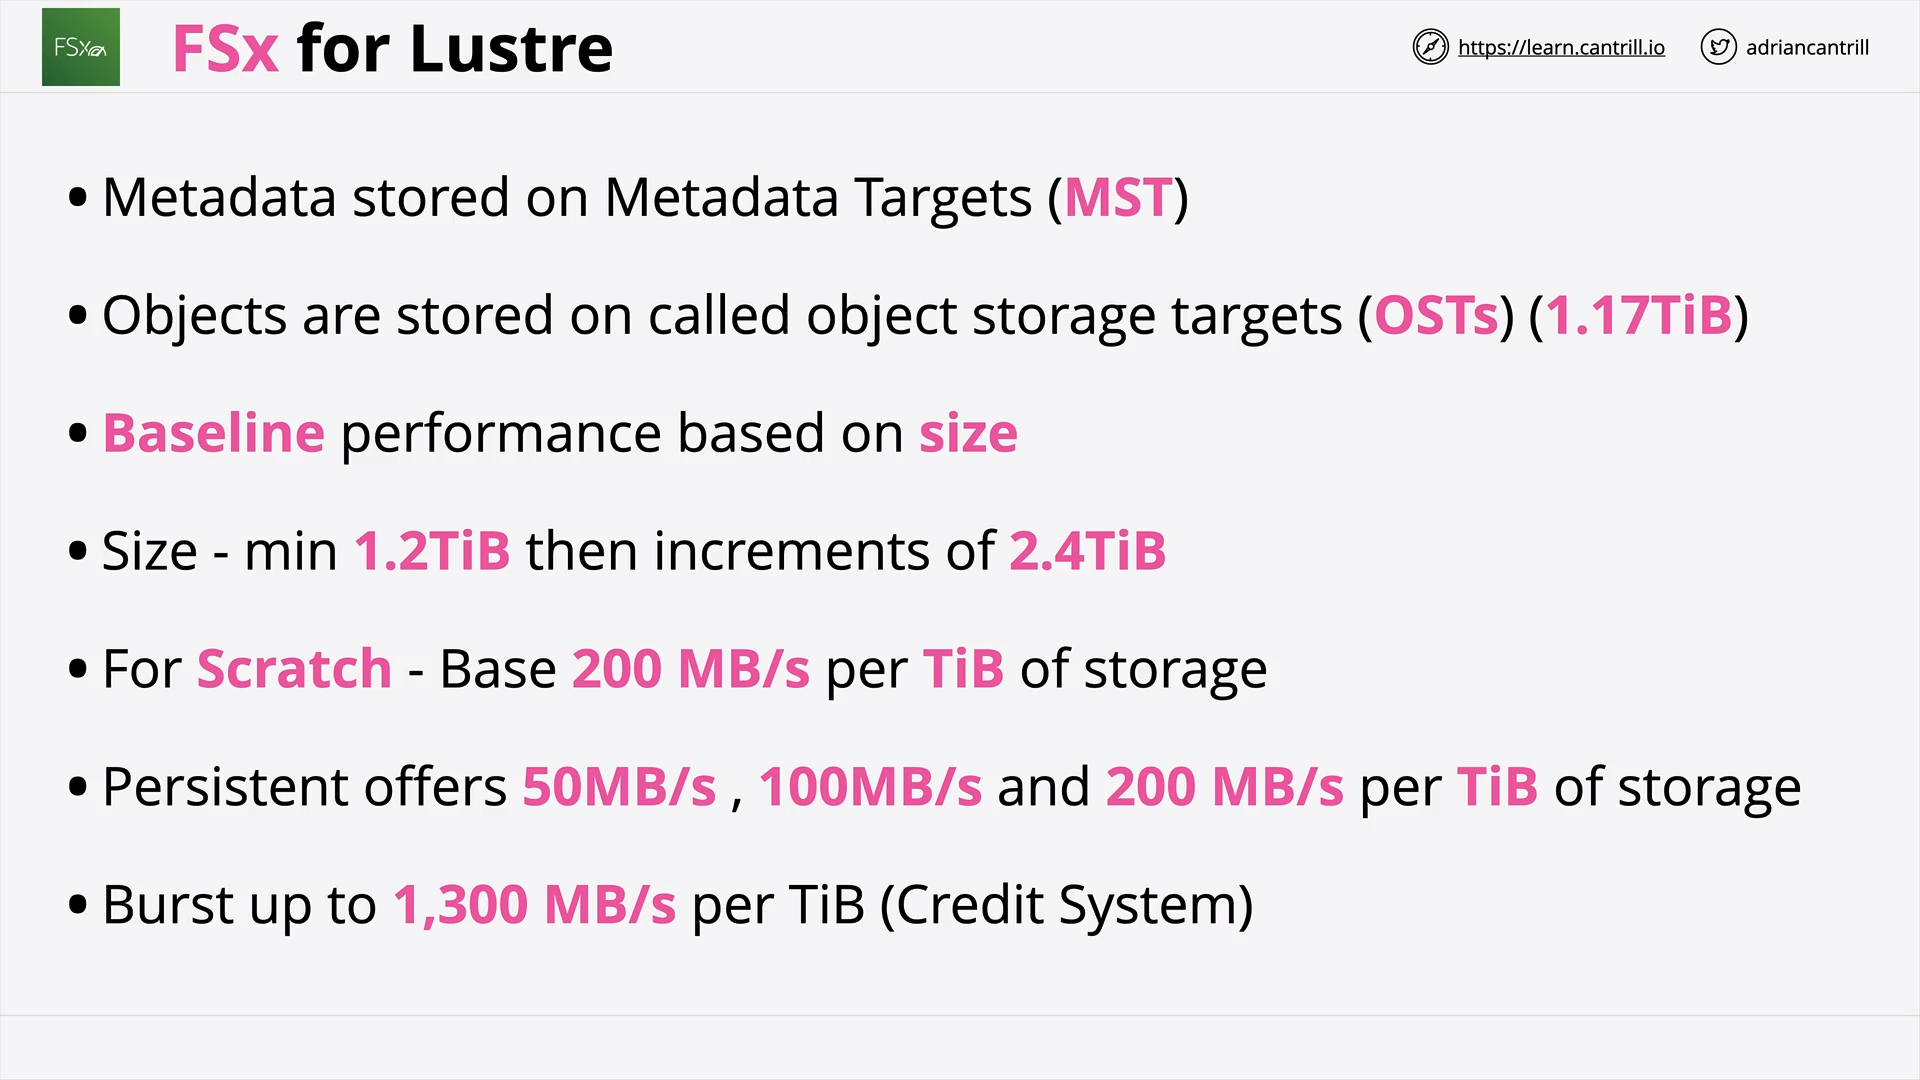 FSx
FSx for Lustre
https://learn.cantrill.io
adriancantrill
• Metadata stored on Metadata Targets (MST)
• Objects are stored on called object storage targets (OSTs) (1.17TiB)
• Baseline performance based on size
• Size - min 1.2TiB then increments of 2.4TiB
• For Scratch - Base 200 MB/s per TiB of storage
• Persistent offers 50MB/s , 100MB/s and 200 MB/s per TiB of storage
• Burst up to 1,300 MB/s per TiB (Credit System)